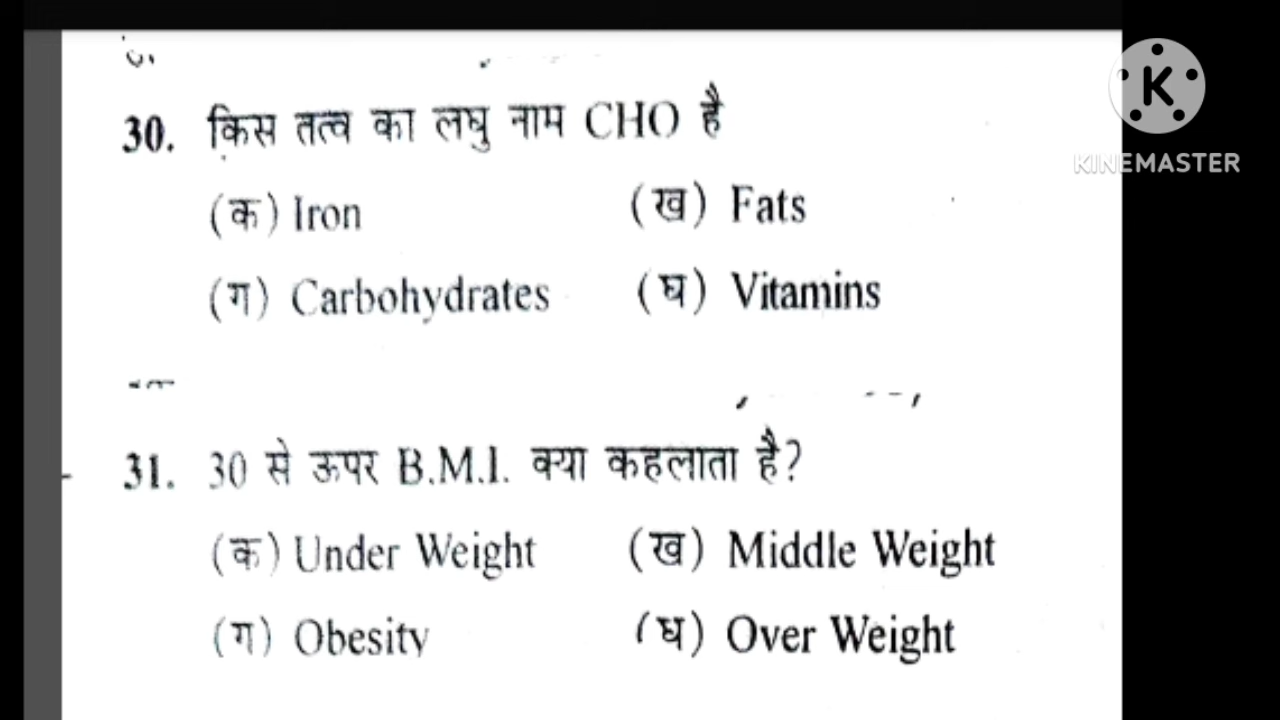 30. किस तत्व का लघु नाम CHO है
(क) Iron (ख) Fats
(ग) Carbohydrates (घ) Vitamins
31. 30 से ऊपर B.M.I. क्या कहलाता है?
(क) Under Weight (ख) Middle Weight
(ग) Obesity (घ) Over Weight
K
KINEMASTER